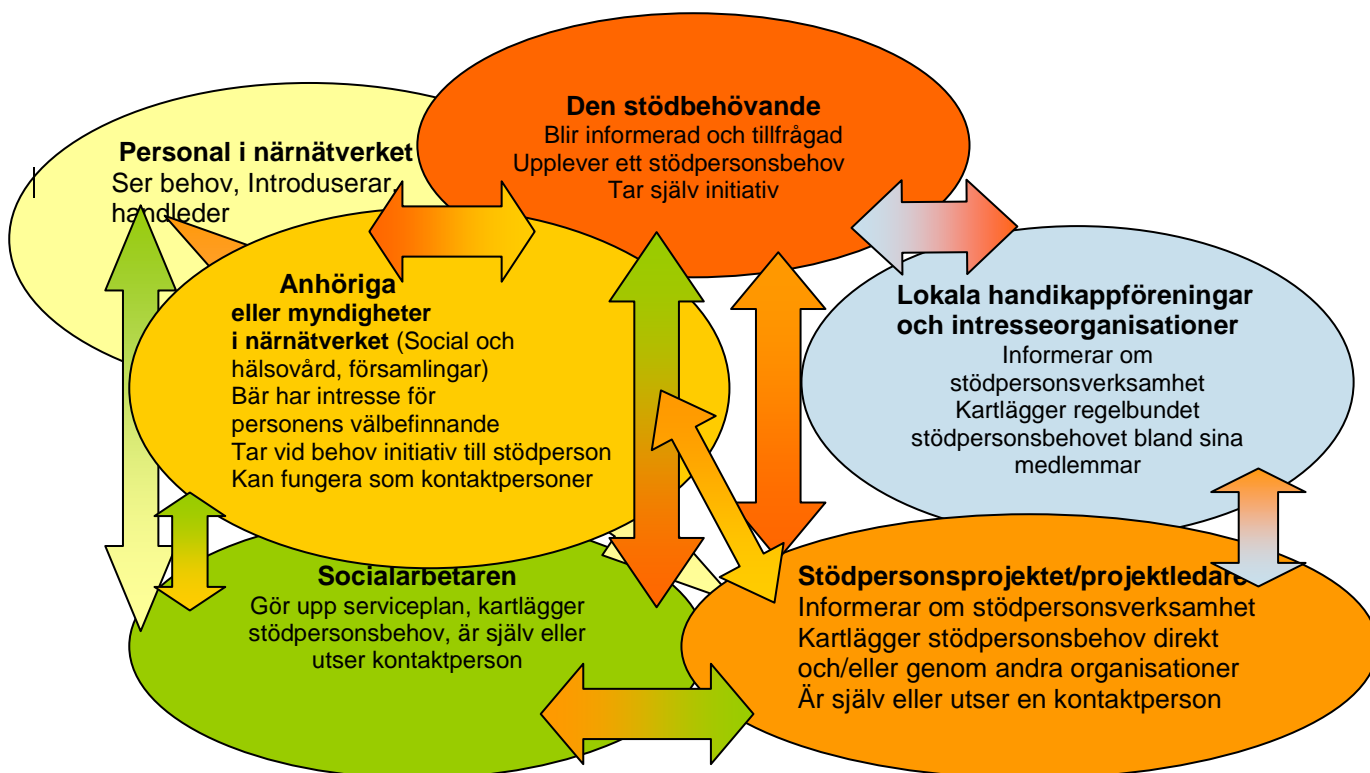 Den stödbehövande
Blir informerad och tillfrågad
Upplever ett stödpersonsbehov
Tar själv initiativ
Personal i närnätverket
Ser behov, Introduserar,
handleder
Anhöriga
eller myndigheter
i närnätverket (Social och
hälsovård, församlingar)
Bär har intresse för
personens välbefinnande
Tar vid behov initiativ till stödperson
Kan fungera som kontaktpersoner
Lokala handikappföreningar
och intresseorganisationer
Informerar om
stödpersonsverksamhet
Kartlägger regelbundet
stödpersonsbehovet bland sina
medlemmar
Socialarbetaren
Gör upp serviceplan, kartlägger
stödpersonsbehov, är själv eller
utser kontaktperson
Stödpersonsprojektet/projektledare
Informerar om stödpersonsverksamhet
Kartlägger stödpersonsbehov direkt
och/eller genom andra organisationer
Är själv eller utser en kontaktperson